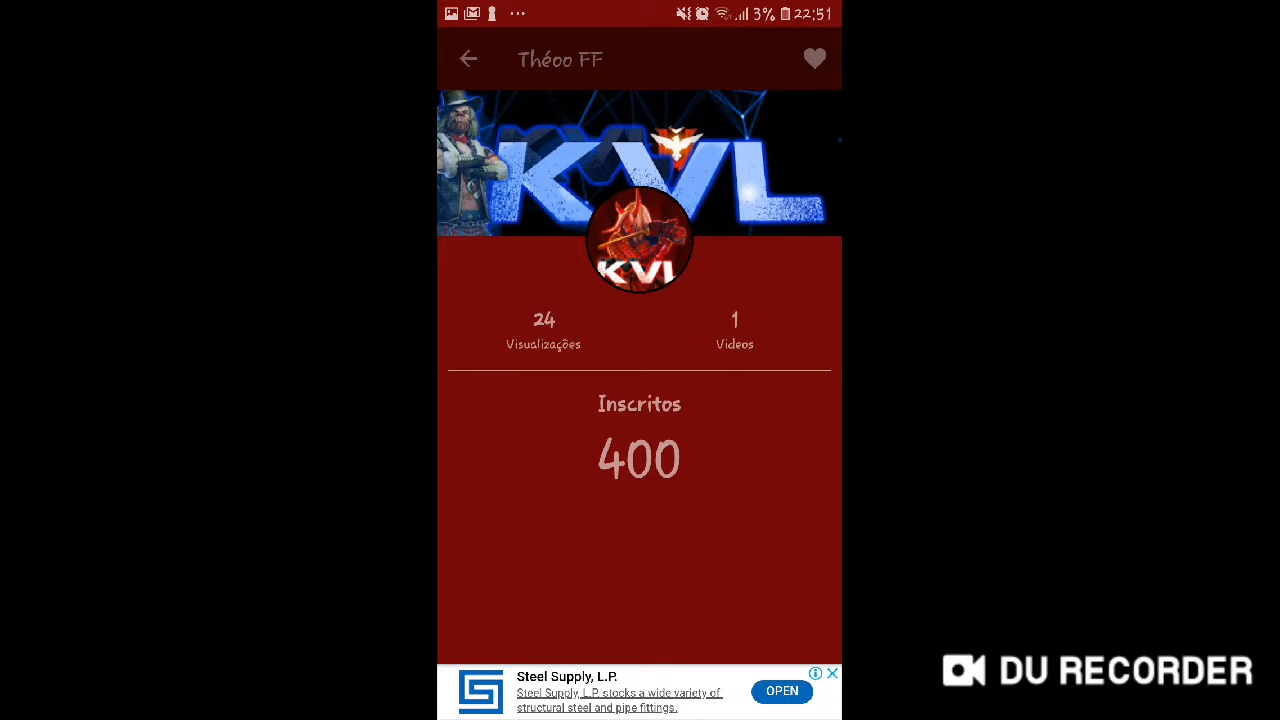 3% 22:51
Théoo FF
KVL
KVL
24
1
Visualizações
Videos
Inscritos
400
Steel Supply, L.P.
Steel Supply, L.P. stocks a wide variety of
structural steel and pipe fittings.
OPEN
DU RECORDER